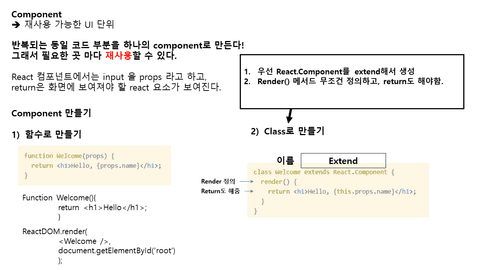 Component
➔ 재사용 가능한 UI 단위
반복되는 동일 코드 부분을 하나의 component로 만든다!
그래서 필요한 곳 마다 재사용할 수 있다.
React 컴포넌트에서는 input 을 props 라고 하고,
return은 화면에 보여져야 할 react 요소가 보여진다.
1. 우선 React.Component를 extend해서 생성
2. Render() 메서드 무조건 정의하고, return도 해야함.
Component 만들기
1) 함수로 만들기
function Welcome(props) {
return <h1>Hello, {props.name}</h1>;
}
Function Welcome(){
return <h1>Hello</h1>;
}
ReactDOM.render(
<Welcome />,
document.getElementById('root')
);
2) Class로 만들기
이름 Extend
class Welcome extends React.Component {
Render 정의 render() {
Return도 해줌 return <h1>Hello, {this.props.name}</h1>;
}
}